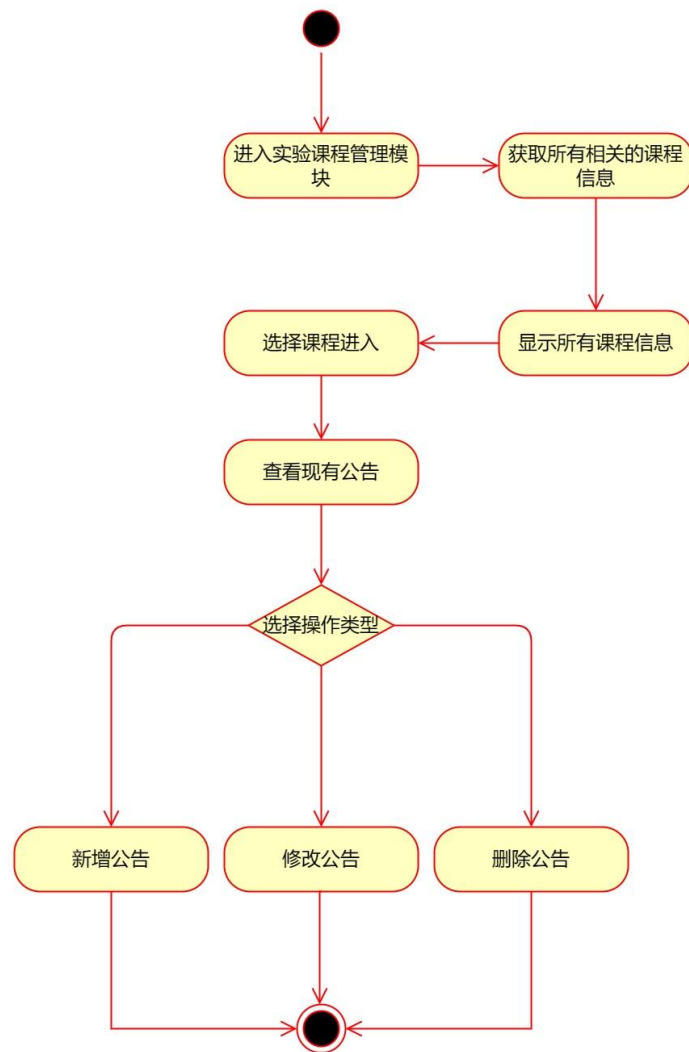 进入实验课程管理模
块
获取所有相关的课程
信息
显示所有课程信息
选择课程进入
查看现有公告
选择操作类型
新增公告
修改公告
删除公告